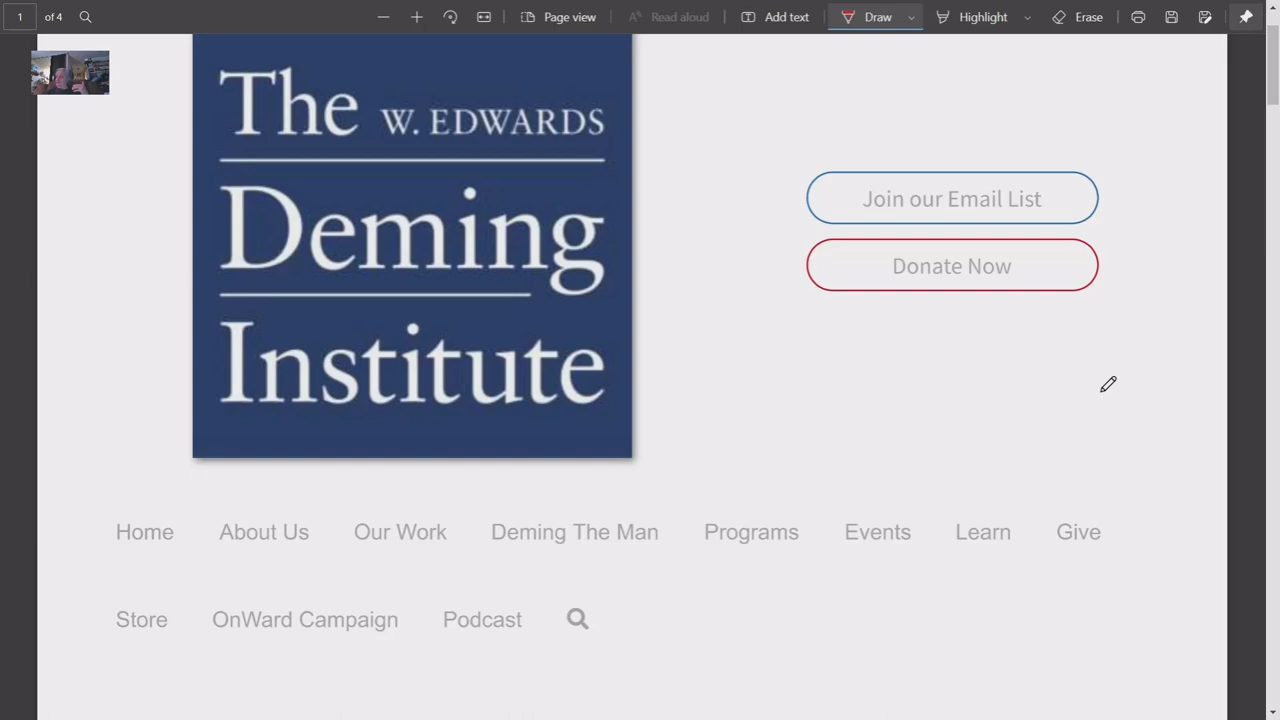 1 of 4 Page view Read aloud Add text Draw Highlight Erase
The W. EDWARDS
Deming
Institute
Join our Email List
Donate Now
Home About Us Our Work Deming The Man Programs Events Learn Give
Store OnWard Campaign Podcast